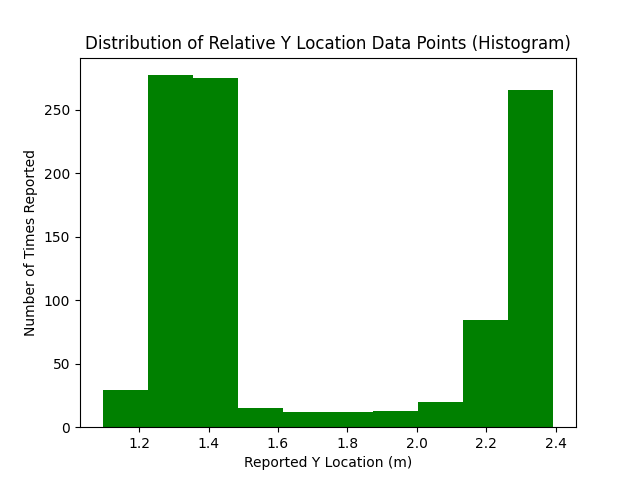 Distribution of Relative Y Location Data Points (Histogram)
Number of Times Reported
250
200
150
100
50
0
1.2 1.4 1.6 1.8 2.0 2.2 2.4
Reported Y Location (m)